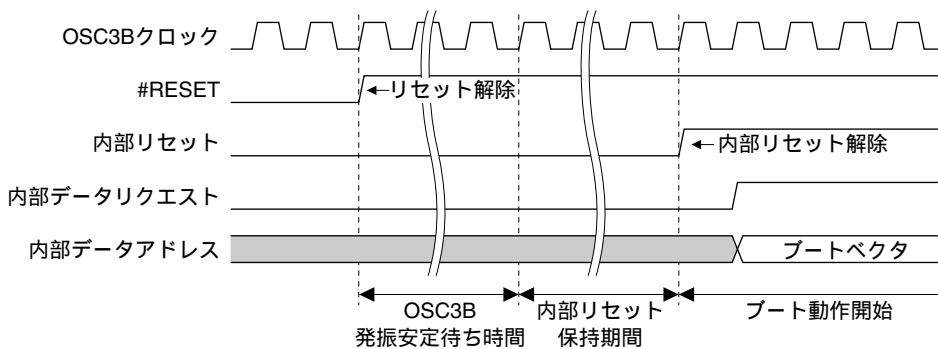 OSC3Bクロック
#RESET
リセット解除
内部リセット
内部リセット解除
内部データリクエスト
内部データアドレス
ブートベクタ
OSC3B
発振安定待ち時間
内部リセット
保持期間
ブート動作開始